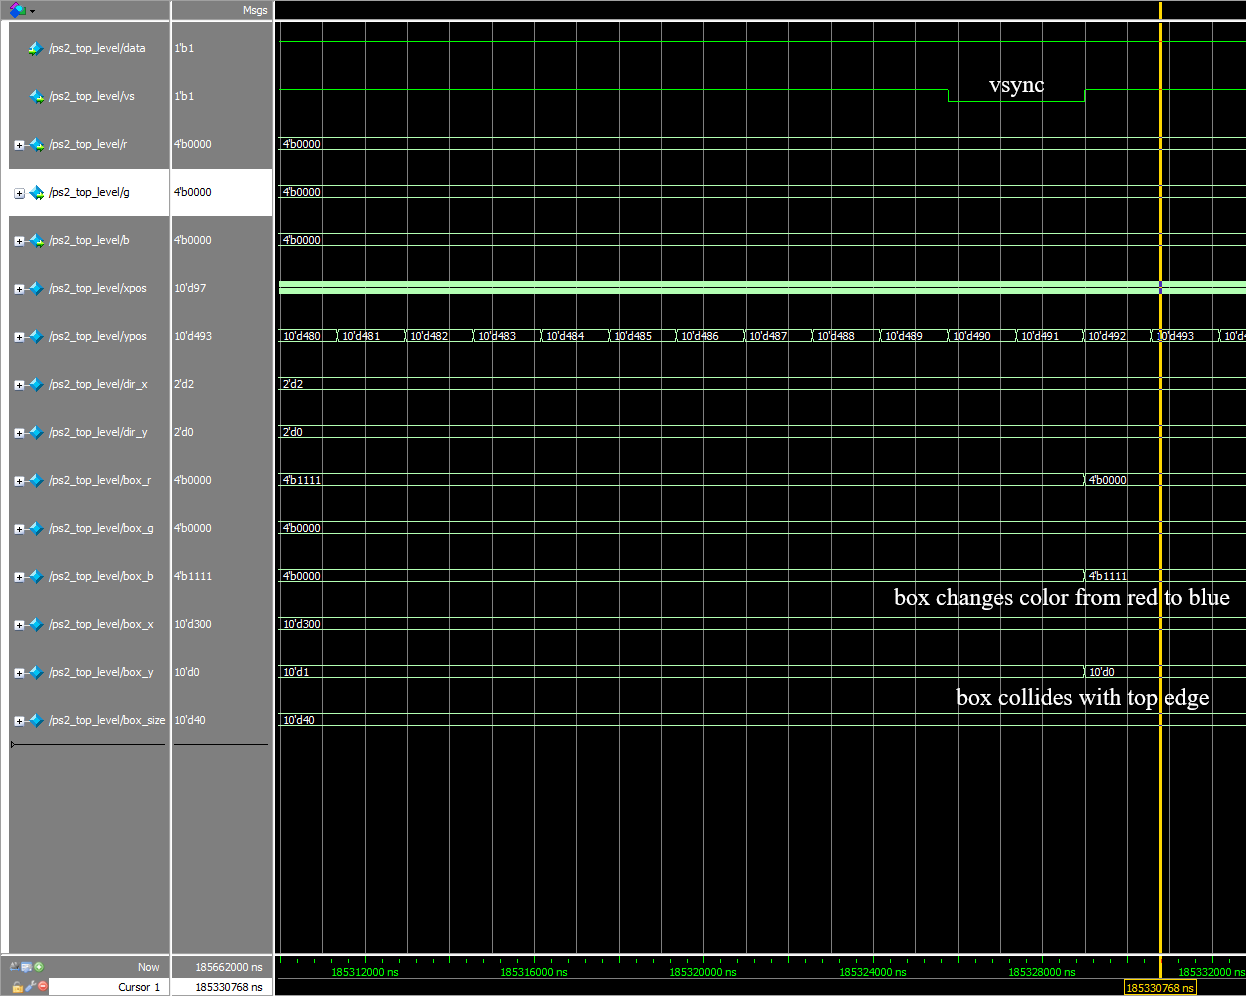 Msgs
/ps2_top_level/data 1'b1
/ps2_top_level/vs 1'b1 vsync
/ps2_top_level/r 4'b0000 4'b0000
/ps2_top_level/g 4'b0000 4'b0000
/ps2_top_level/b 4'b0000 4'b0000
/ps2_top_level/xpos 10'd97
/ps2_top_level/ypos 10'd493 10'd480 10'd481 10'd482 10'd483 10'd484 10'd485 10'd486 10'd487 10'd488 10'd489 10'd490 10'd491 10'd492 10'd493 10'd4
/ps2_top_level/dir_x 2'd2 2'd2
/ps2_top_level/dir_y 2'd0 2'd0
/ps2_top_level/box_r 4'b0000 4'b1111 4'b0000
/ps2_top_level/box_g 4'b0000 4'b0000
/ps2_top_level/box_b 4'b1111 4'b0000 4'b1111
box changes color from red to blue
/ps2_top_level/box_x 10'd300 10'd300
/ps2_top_level/box_y 10'd0 10'd1 10'd0
box collides with top edge
/ps2_top_level/box_size 10'd40 10'd40
Now 185662000 ns 185312000 ns 185316000 ns 185320000 ns 185324000 ns 185328000 ns 185332000 ns
Cursor 1 185330768 ns 185330768 ns